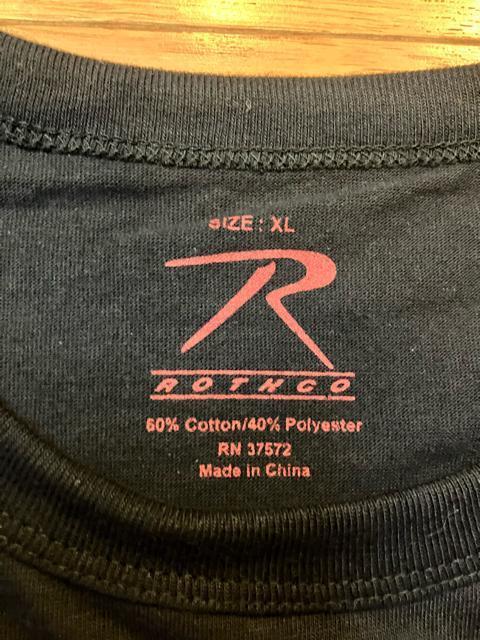 SIZE: XL
R
ROTHCO
60% Cotton/40% Polyester
RN 37572
Made in China